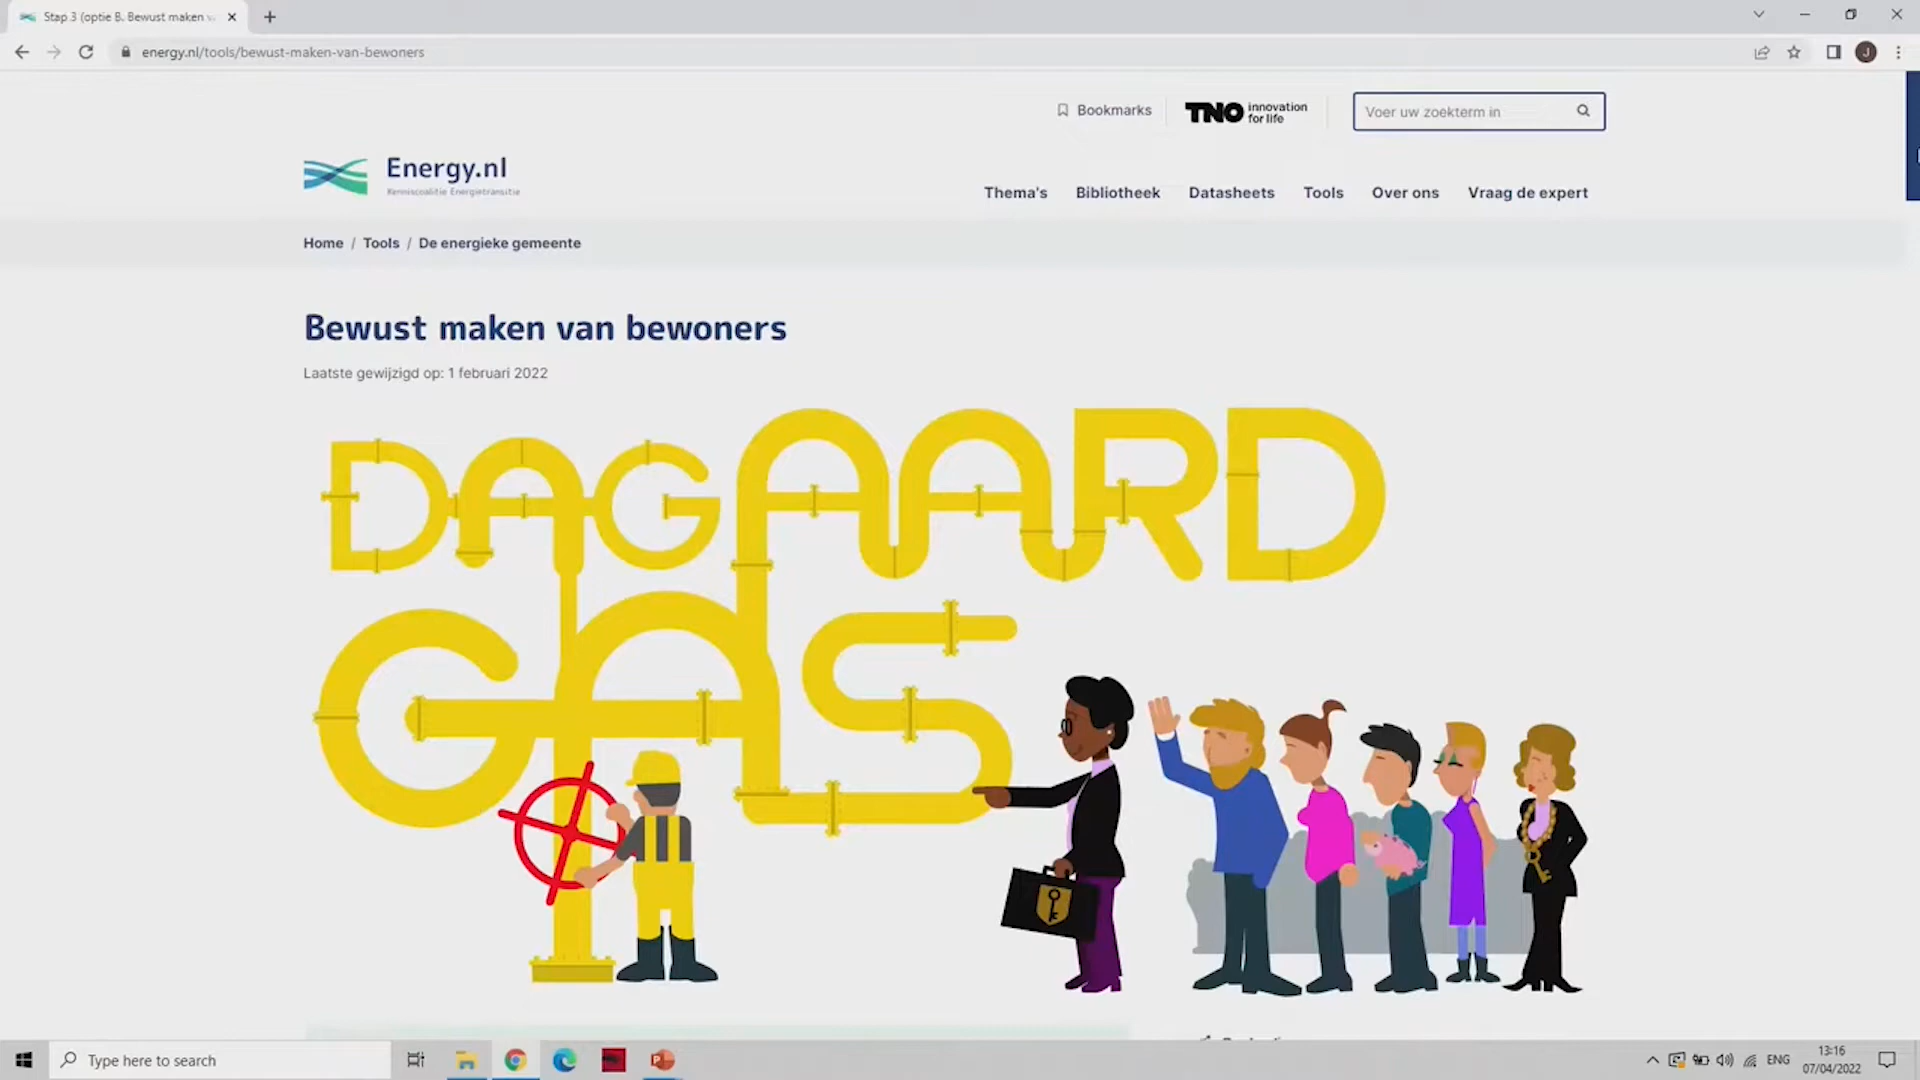 Stap 3 (optie B. Bewust maken v
energy.nl/tools/bewust-maken-van-bewoners
J
Bookmarks
TNO innovation for life
Voer uw zoekterm in
Energy.nl
Kenniscoalitie Energietransitie
Thema's Bibliotheek Datasheets Tools Over ons Vraag de expert
Home / Tools / De energieke gemeente
Bewust maken van bewoners
Laatste gewijzigd op: 1 februari 2022
DAG AARD
GAS
Type here to search
ENG
13:16
07/04/2022